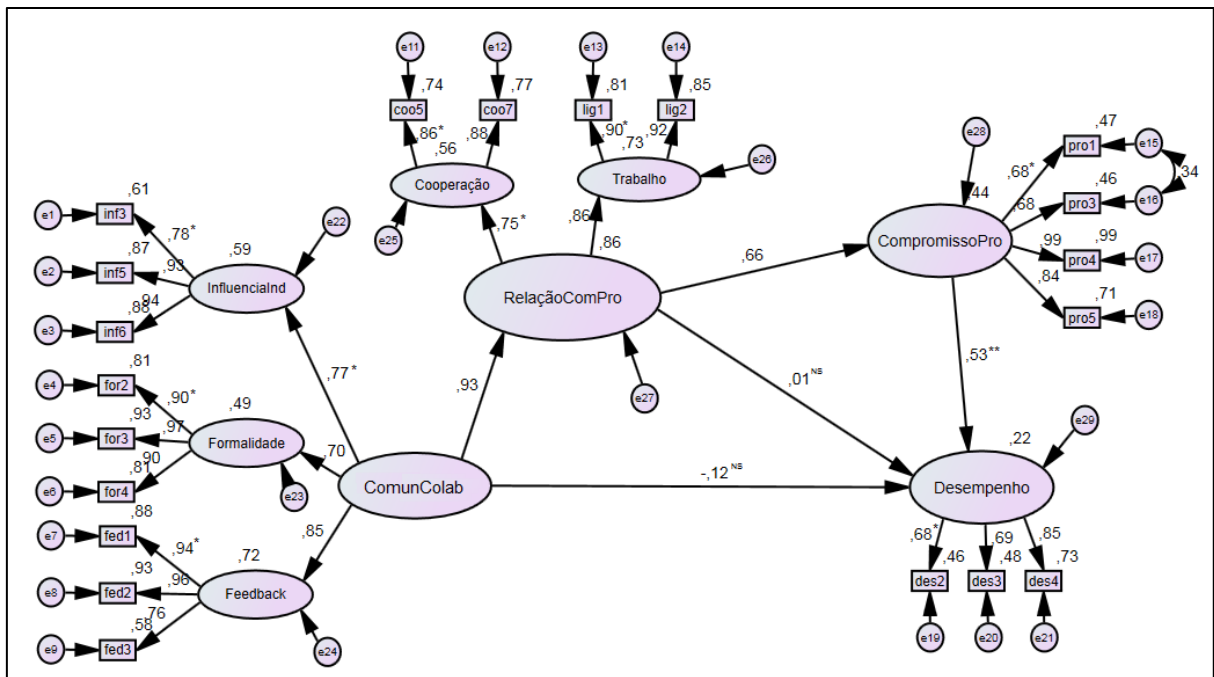 e11
e12
e13
e14
,74
,77
,81
,85
coo5
coo7
lig1
lig2
,86*
,88
,90*
,92
,56
,73
Cooperação
Trabalho
e25
e26
,75*
,86
e28
,47
pro1
e15
,34
,68*
,44
,46
pro3
e16
,68
CompromissoPro
,99
,99
pro4
e17
,84
,71
pro5
e18
,61
e1
inf3
,78*
e22
,87
,59
e2
inf5
,93
InfluenciaInd
,94
,88
e3
inf6
,86
RelaçãoComPro
,66
e27
,77*
,93
,01NS
,53**
,81
e4
for2
,90*
,49
,93
e5
for3
,97
Formalidade
,70
,90
,81
e6
for4
e23
ComunColab
-,12NS
,22
e29
Desempenho
,88
e7
fed1
,94*
,85
,72
,93
e8
fed2
,96
Feedback
,76
,58
e9
fed3
e24
,68*
,69
,85
,46
,48
,73
des2
des3
des4
e19
e20
e21